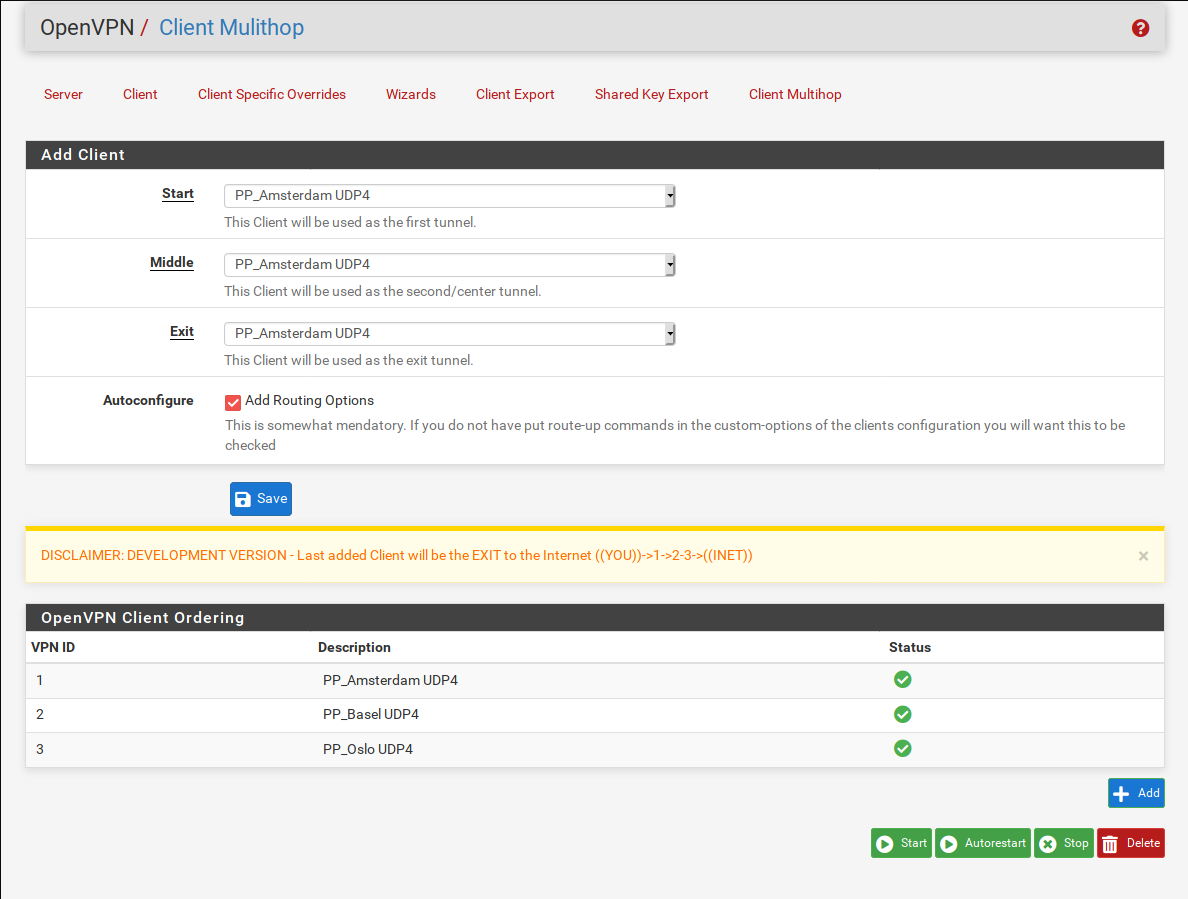 OpenVPN / Client Mulithop
Server Client Client Specific Overrides Wizards Client Export Shared Key Export Client Multihop
Add Client
Start PP_Amsterdam UDP4
This Client will be used as the first tunnel.
Middle PP_Amsterdam UDP4
This Client will be used as the second/center tunnel.
Exit PP_Amsterdam UDP4
This Client will be used as the exit tunnel.
Autoconfigure Add Routing Options
This is somewhat mendatory. If you do not have put route-up commands in the custom-options of the clients configuration you will want this to be
checked
Save
DISCLAIMER: DEVELOPMENT VERSION - Last added Client will be the EXIT to the Internet ((YOU))->1->2-3->((INET)) ×
OpenVPN Client Ordering
VPN ID Description Status
1 PP_Amsterdam UDP4
2 PP_Basel UDP4
3 PP_Oslo UDP4
Add
Start Autorestart Stop Delete